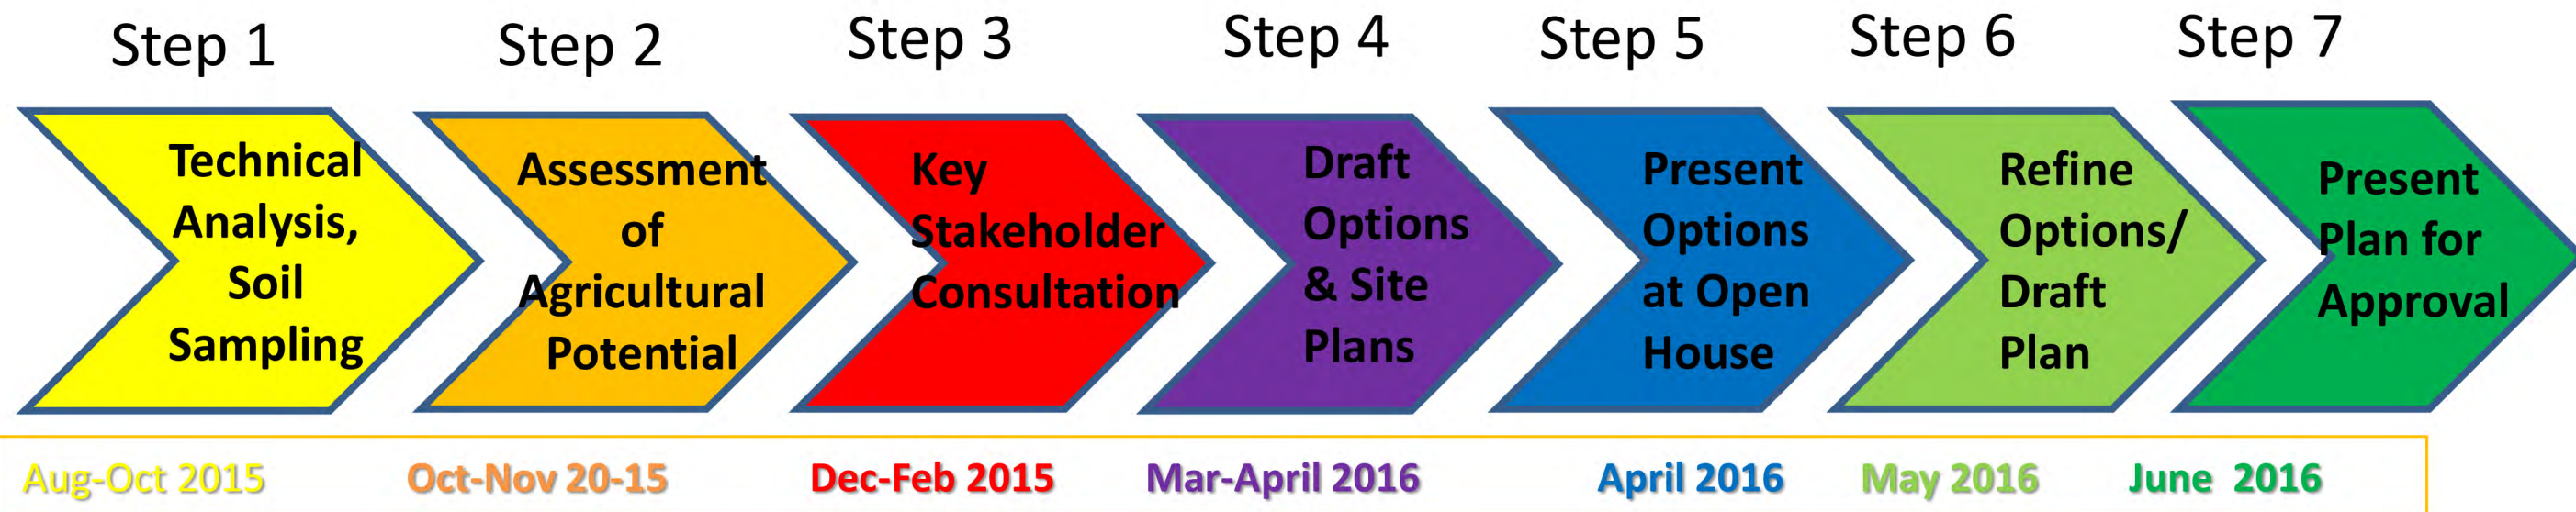 Step 1
Step 2
Step 3
Step 4
Step 5
Step 6
Step 7
Technical
Analysis,
Soil
Sampling
Assessment
of
Agricultural
Potential
Key
Stakeholder
Consultation
Draft
Options
& Site
Plans
Present
Options
at Open
House
Refine
Options/
Draft
Plan
Present
Plan for
Approval
Aug-Oct 2015
Oct-Nov 20-15
Dec-Feb 2015
Mar-April 2016
April 2016
May 2016
June  2016